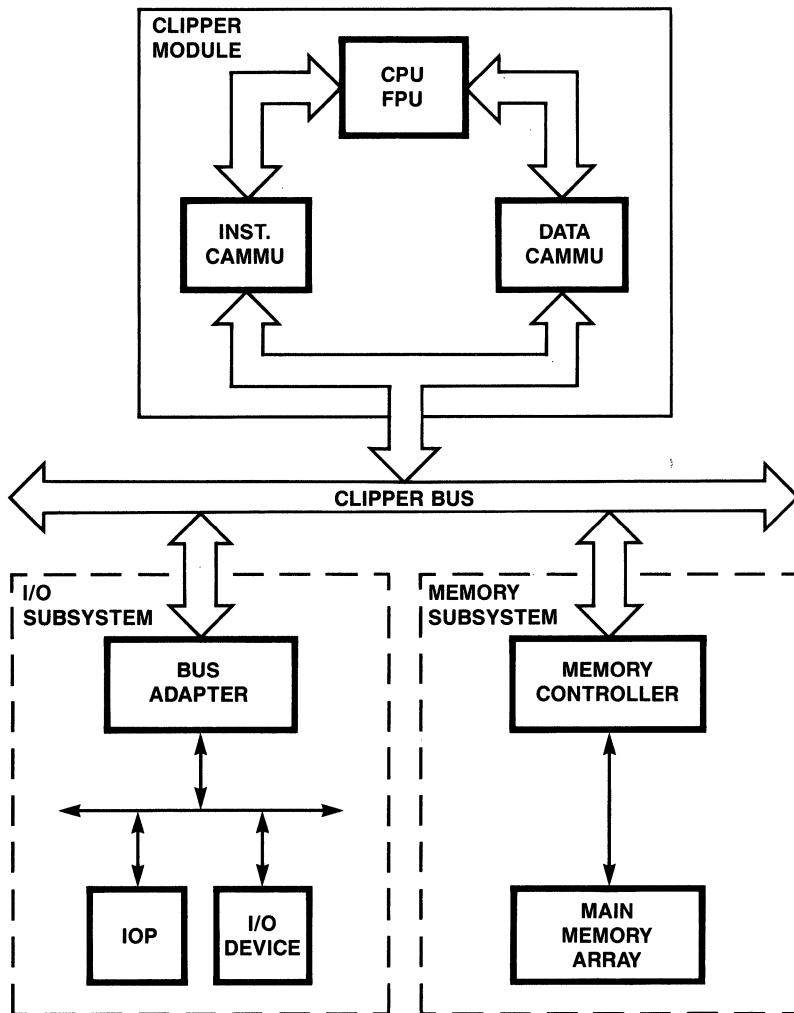 CLIPPER
MODULE
CPU
FPU
INST.
CAMMU
DATA
CAMMU
CLIPPER BUS
I/O
SUBSYSTEM
BUS
ADAPTER
IOP
I/O
DEVICE
MEMORY
SUBSYSTEM
MEMORY
CONTROLLER
MAIN
MEMORY
ARRAY